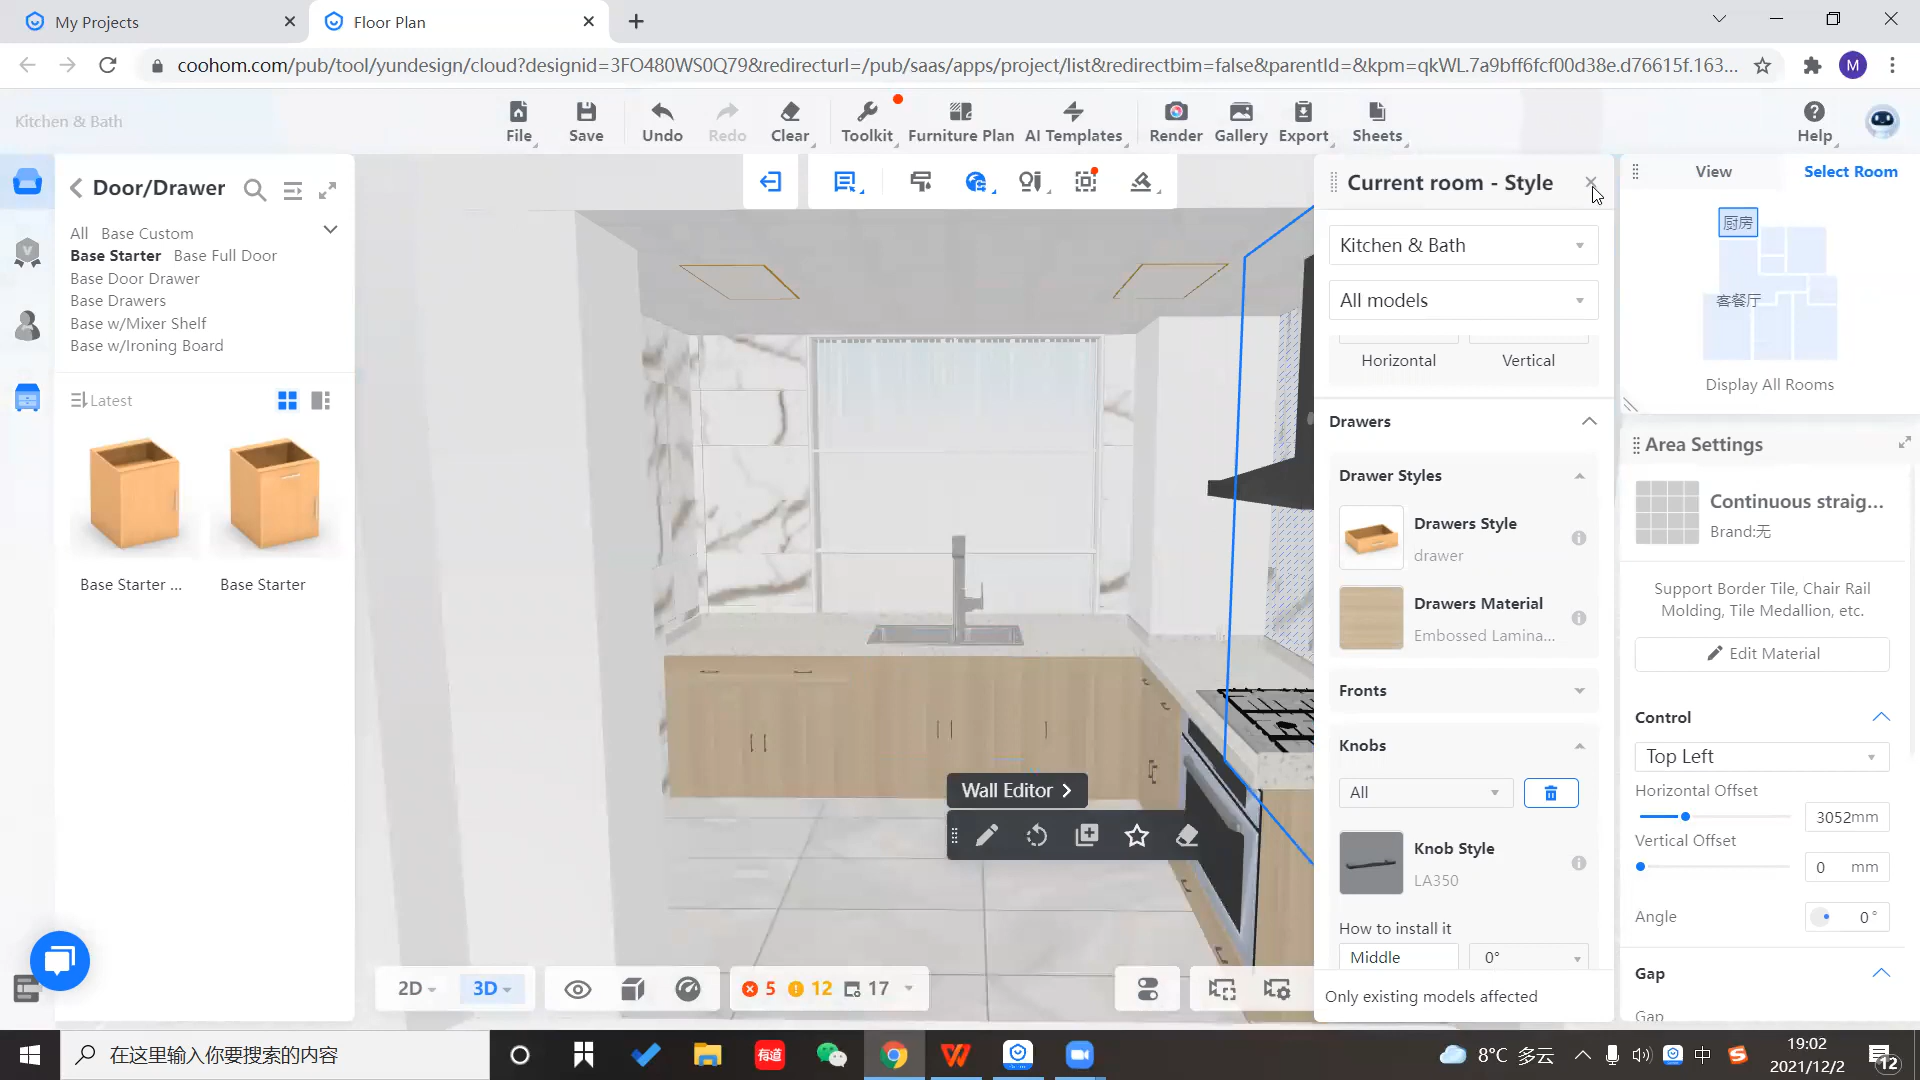 My Projects
Floor Plan
coohom.com/pub/tool/yundesign/cloud?designid=3FO480WS0Q79&redirecturl=/pub/saas/apps/project/list&redirectbim=false&parentId=&kpm=qkWL.7a9bff6fcf00d38e.d76615f.163...
M
Kitchen & Bath
File
Save
Undo
Redo
Clear
Toolkit
Furniture Plan
AI Templates
Render
Gallery
Export
Sheets
Help
Door/Drawer
All Base Custom
Base Starter Base Full Door
Base Door Drawer
Base Drawers
Base w/Mixer Shelf
Base w/Ironing Board
Latest
Base Starter ...
Base Starter
Wall Editor >
2D
3D
5
12
17
Current room - Style
Kitchen & Bath
All models
Horizontal
Vertical
Drawers
Drawer Styles
Drawers Style
drawer
Drawers Material
Embossed Lamina...
Fronts
Knobs
All
Knob Style
LA350
How to install it
Middle
0°
Only existing models affected
View
Select Room
厨房
客餐厅
Display All Rooms
Area Settings
Continuous straig...
Brand:无
Support Border Tile, Chair Rail
Molding, Tile Medallion, etc.
Edit Material
Control
Top Left
Horizontal Offset
3052mm
Vertical Offset
0 mm
Angle
0°
Gap
Gap
在这里输入你要搜索的内容
有道
8°C 多云
中
19:02
2021/12/2
12